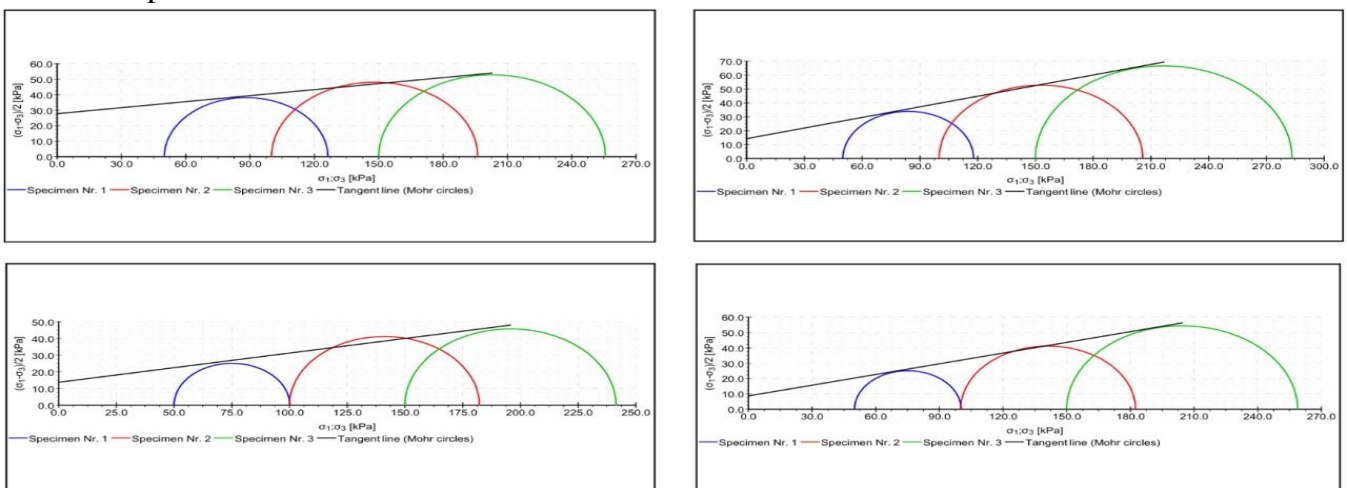 60.0
50.0
40.0
30.0
20.0
10.0
0.0
(σ1-σ3)/2 [kPa]
0.0 30.0 60.0 90.0 120.0 150.0 180.0 210.0 240.0 270.0
σ1;σ3 [kPa]
Specimen Nr. 1 Specimen Nr. 2 Specimen Nr. 3 Tangent line (Mohr circles)
70.0
60.0
50.0
40.0
30.0
20.0
10.0
0.0
(σ1-σ3)/2 [kPa]
0.0 30.0 60.0 90.0 120.0 150.0 180.0 210.0 240.0 270.0 300.0
σ1;σ3 [kPa]
Specimen Nr. 1 Specimen Nr. 2 Specimen Nr. 3 Tangent line (Mohr circles)
50.0
40.0
30.0
20.0
10.0
0.0
(σ1-σ3)/2 [kPa]
0.0 25.0 50.0 75.0 100.0 125.0 150.0 175.0 200.0 225.0 250.0
σ1;σ3 [kPa]
Specimen Nr. 1 Specimen Nr. 2 Specimen Nr. 3 Tangent line (Mohr circles)
60.0
50.0
40.0
30.0
20.0
10.0
0.0
(σ1-σ3)/2 [kPa]
0.0 30.0 60.0 90.0 120.0 150.0 180.0 210.0 240.0 270.0
σ1;σ3 [kPa]
Specimen Nr. 1 Specimen Nr. 2 Specimen Nr. 3 Tangent line (Mohr circles)